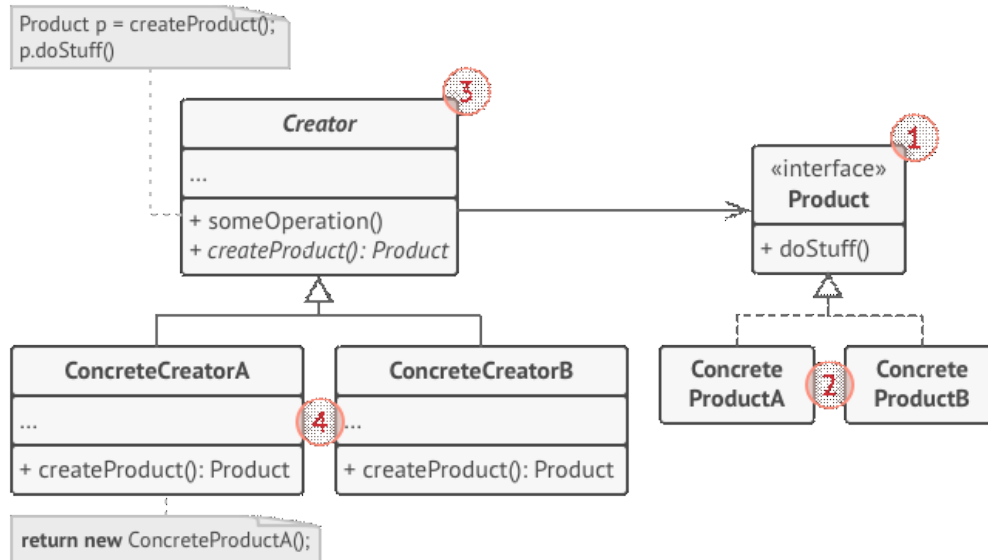 Product p = createProduct();
p.doStuff()
3
Creator
...
+ someOperation()
+ createProduct(): Product
1
«interface»
Product
+ doStuff()
ConcreteCreatorA
...
+ createProduct(): Product
4
ConcreteCreatorB
...
+ createProduct(): Product
Concrete
ProductA
2
Concrete
ProductB
return new ConcreteProductA();